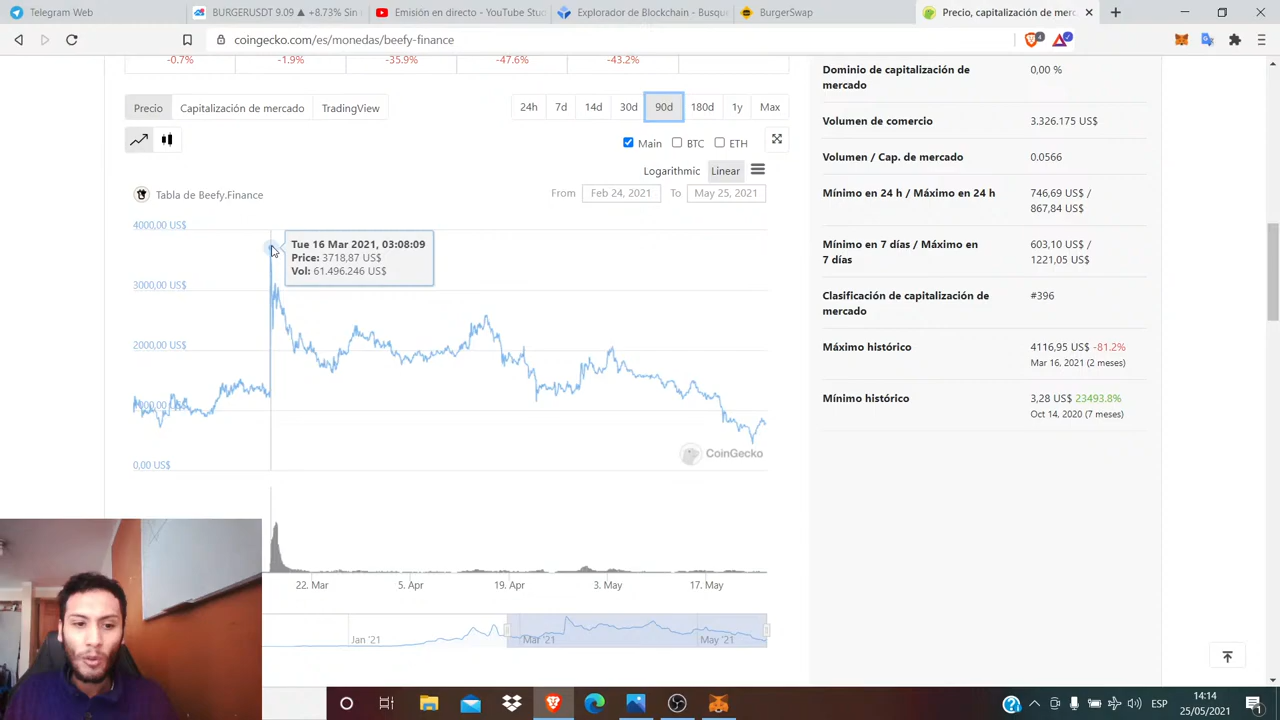 Telegram Web
BURGERUSDT 9.09 ▲ +8.73% Sin
Emisión en directo - YouTube Stu
Explorador de Blockchain - Busqu
BurgerSwap
Precio, capitalización de merca
coingecko.com/es/monedas/beefy-finance
4
-0.7% -1.9% -35.9% -47.6% -43.2%
Precio Capitalización de mercado TradingView
24h 7d 14d 30d 90d 180d 1y Max
Main BTC ETH
Logarithmic Linear
Tabla de Beefy.Finance
From Feb 24, 2021 To May 25, 2021
4000,00 US$
Tue 16 Mar 2021, 03:08:09
Price: 3718,87 US$
Vol: 61.496.246 US$
3000,00 US$
2000,00 US$
1000,00 US$
0,00 US$
CoinGecko
22. Mar 5. Apr 19. Apr 3. May 17. May
Jan '21 Mar '21 May '21
Dominio de capitalización de
mercado
0,00 %
Volumen de comercio 3.326.175 US$
Volumen / Cap. de mercado 0.0566
Mínimo en 24 h / Máximo en 24 h
746,69 US$ /
867,84 US$
Mínimo en 7 días / Máximo en
7 días
603,10 US$ /
1221,05 US$
Clasificación de capitalización de
mercado
#396
Máximo histórico 4116,95 US$ -81.2%
Mar 16, 2021 (2 meses)
Mínimo histórico 3,28 US$ 23493.8%
Oct 14, 2020 (7 meses)
ESP
14:14
25/05/2021